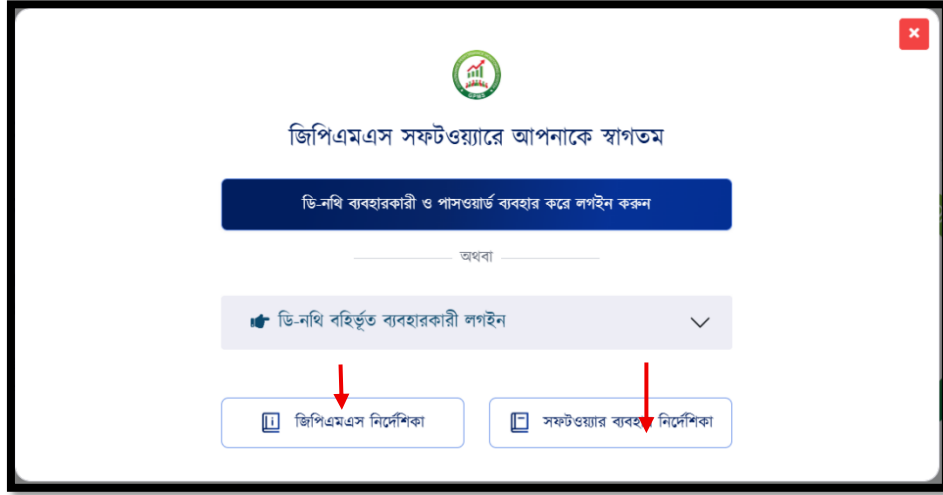 জিপিএমএস সফটওয়্যারে আপনাকে স্বাগতম
ডি-নথি ব্যবহারকারী ও পাসওয়ার্ড ব্যবহার করে লগইন করুন
অথবা
ডি-নথি বহির্ভূত ব্যবহারকারী লগইন
জিপিএমএস নির্দেশিকা
সফটওয়্যার ব্যবহার নির্দেশিকা